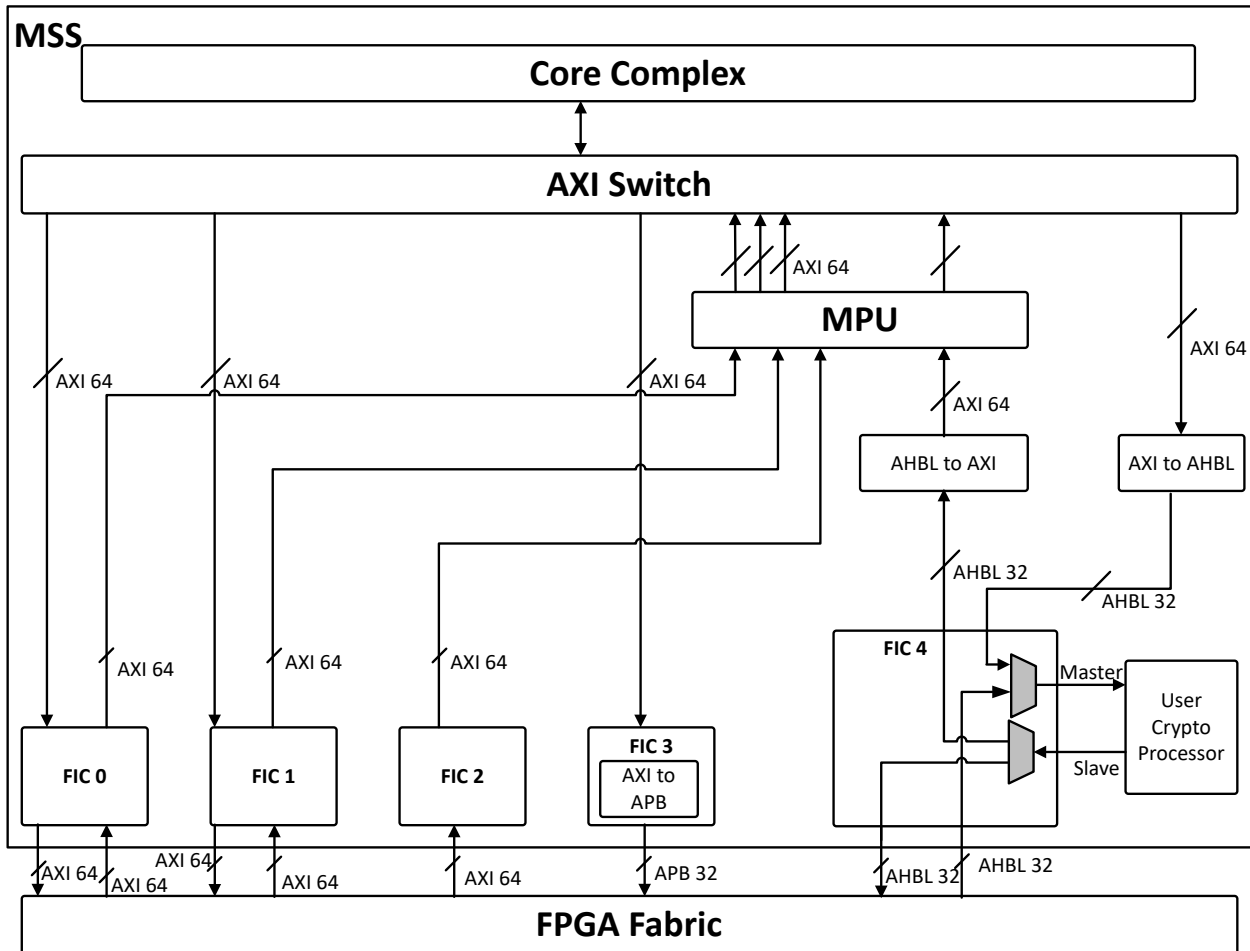 MSS
Core Complex
AXI Switch
AXI 64
MPU
AXI 64
AXI 64
AXI 64
AXI 64
AXI 64
AHBL to AXI
AXI to AHBL
AHBL 32
AHBL 32
AXI 64
AXI 64
AXI 64
FIC 4
Master
User
Crypto
Processor
Slave
FIC 0
FIC 1
FIC 2
FIC 3
AXI to
APB
AXI 64
AXI 64
AXI 64
AXI 64
AXI 64
APB 32
AHBL 32
AHBL 32
FPGA Fabric